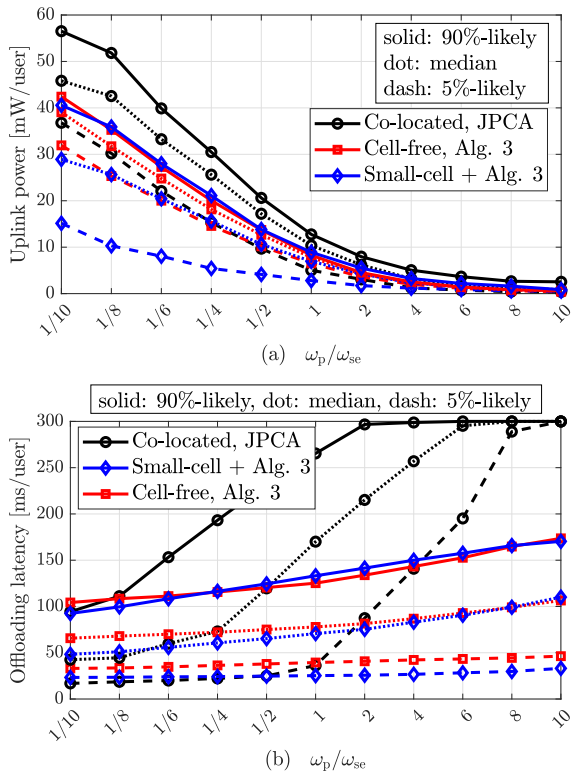 solid: 90%-likely
dot: median
dash: 5%-likely
Co-located, JPCA
Cell-free, Alg. 3
Small-cell + Alg. 3
Uplink power [mW/user]
60
50
40
30
20
10
0
1/10 1/8 1/6 1/4 1/2 1 2 4 6 8 10
(a) ωp/ωse
solid: 90%-likely, dot: median, dash: 5%-likely
Co-located, JPCA
Small-cell + Alg. 3
Cell-free, Alg. 3
Offloading latency [ms/user]
300
250
200
150
100
50
0
1/10 1/8 1/6 1/4 1/2 1 2 4 6 8 10
(b) ωp/ωse